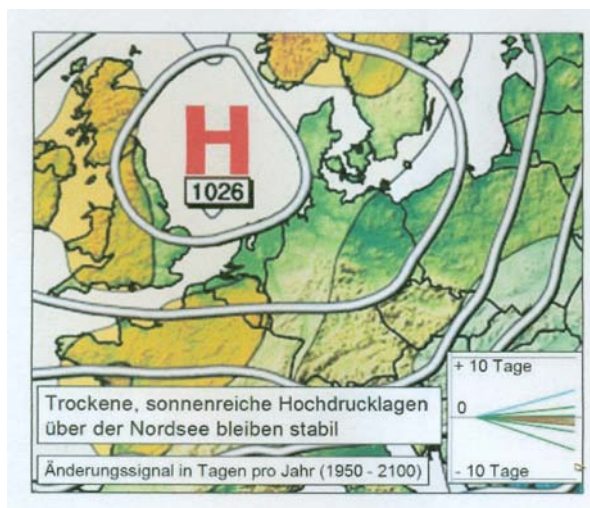 H
1026
+ 10 Tage
0
- 10 Tage
Trockene, sonnenreiche Hochdrucklagen
über der Nordsee bleiben stabil
Änderungssignal in Tagen pro Jahr (1950 - 2100)